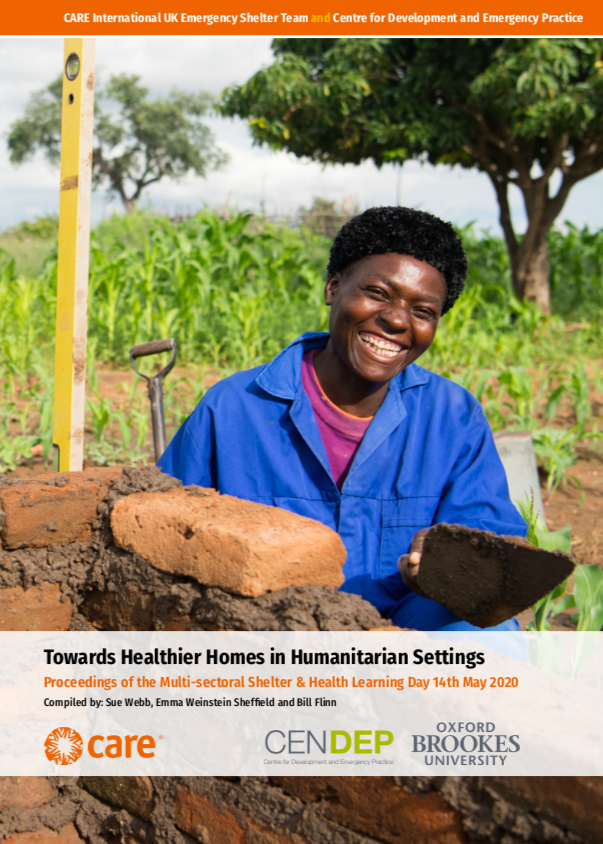 CARE International UK Emergency Shelter Team and Centre for Development and Emergency Practice
Towards Healthier Homes in Humanitarian Settings
Proceedings of the Multi-sectoral Shelter & Health Learning Day 14th May 2020
Compiled by: Sue Webb, Emma Weinstein Sheffield and Bill Flinn
care®
CENDEP
Centre for Development and Emergency Practice
OXFORD
BROOKES
UNIVERSITY